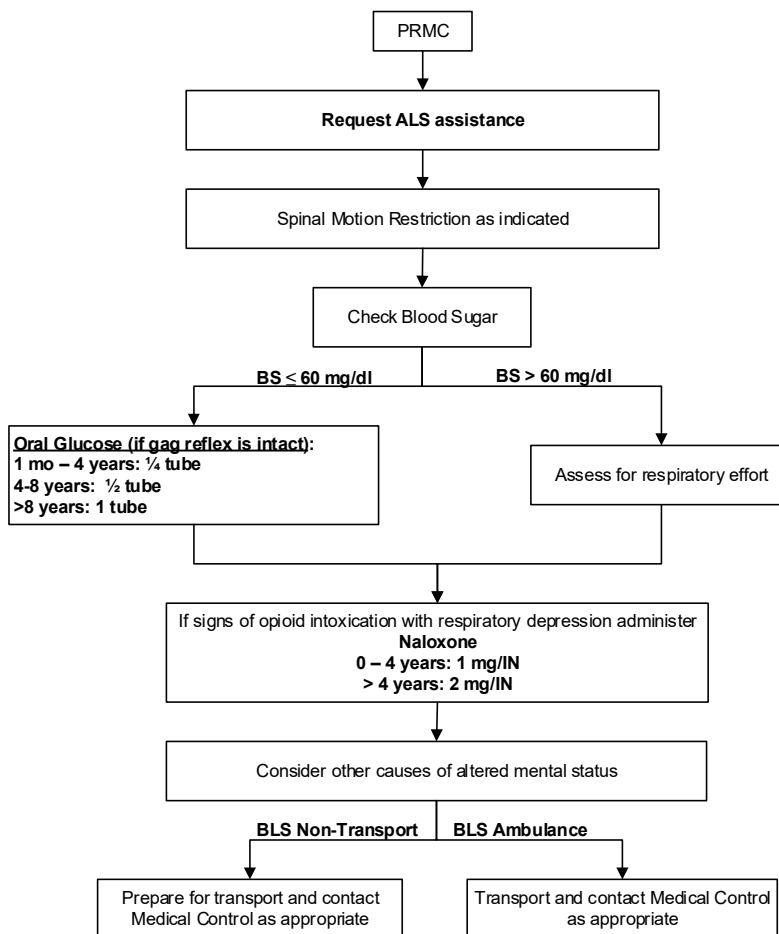 PRMC
Request ALS assistance
Spinal Motion Restriction as indicated
Check Blood Sugar
BS ≤ 60 mg/dl
BS > 60 mg/dl
Oral Glucose (if gag reflex is intact):
1 mo – 4 years: ¼ tube
4-8 years: ½ tube
>8 years: 1 tube
Assess for respiratory effort
If signs of opioid intoxication with respiratory depression administer
Naloxone
0 – 4 years: 1 mg/IN
> 4 years: 2 mg/IN
Consider other causes of altered mental status
BLS Non-Transport
BLS Ambulance
Prepare for transport and contact
Medical Control as appropriate
Transport and contact Medical Control
as appropriate